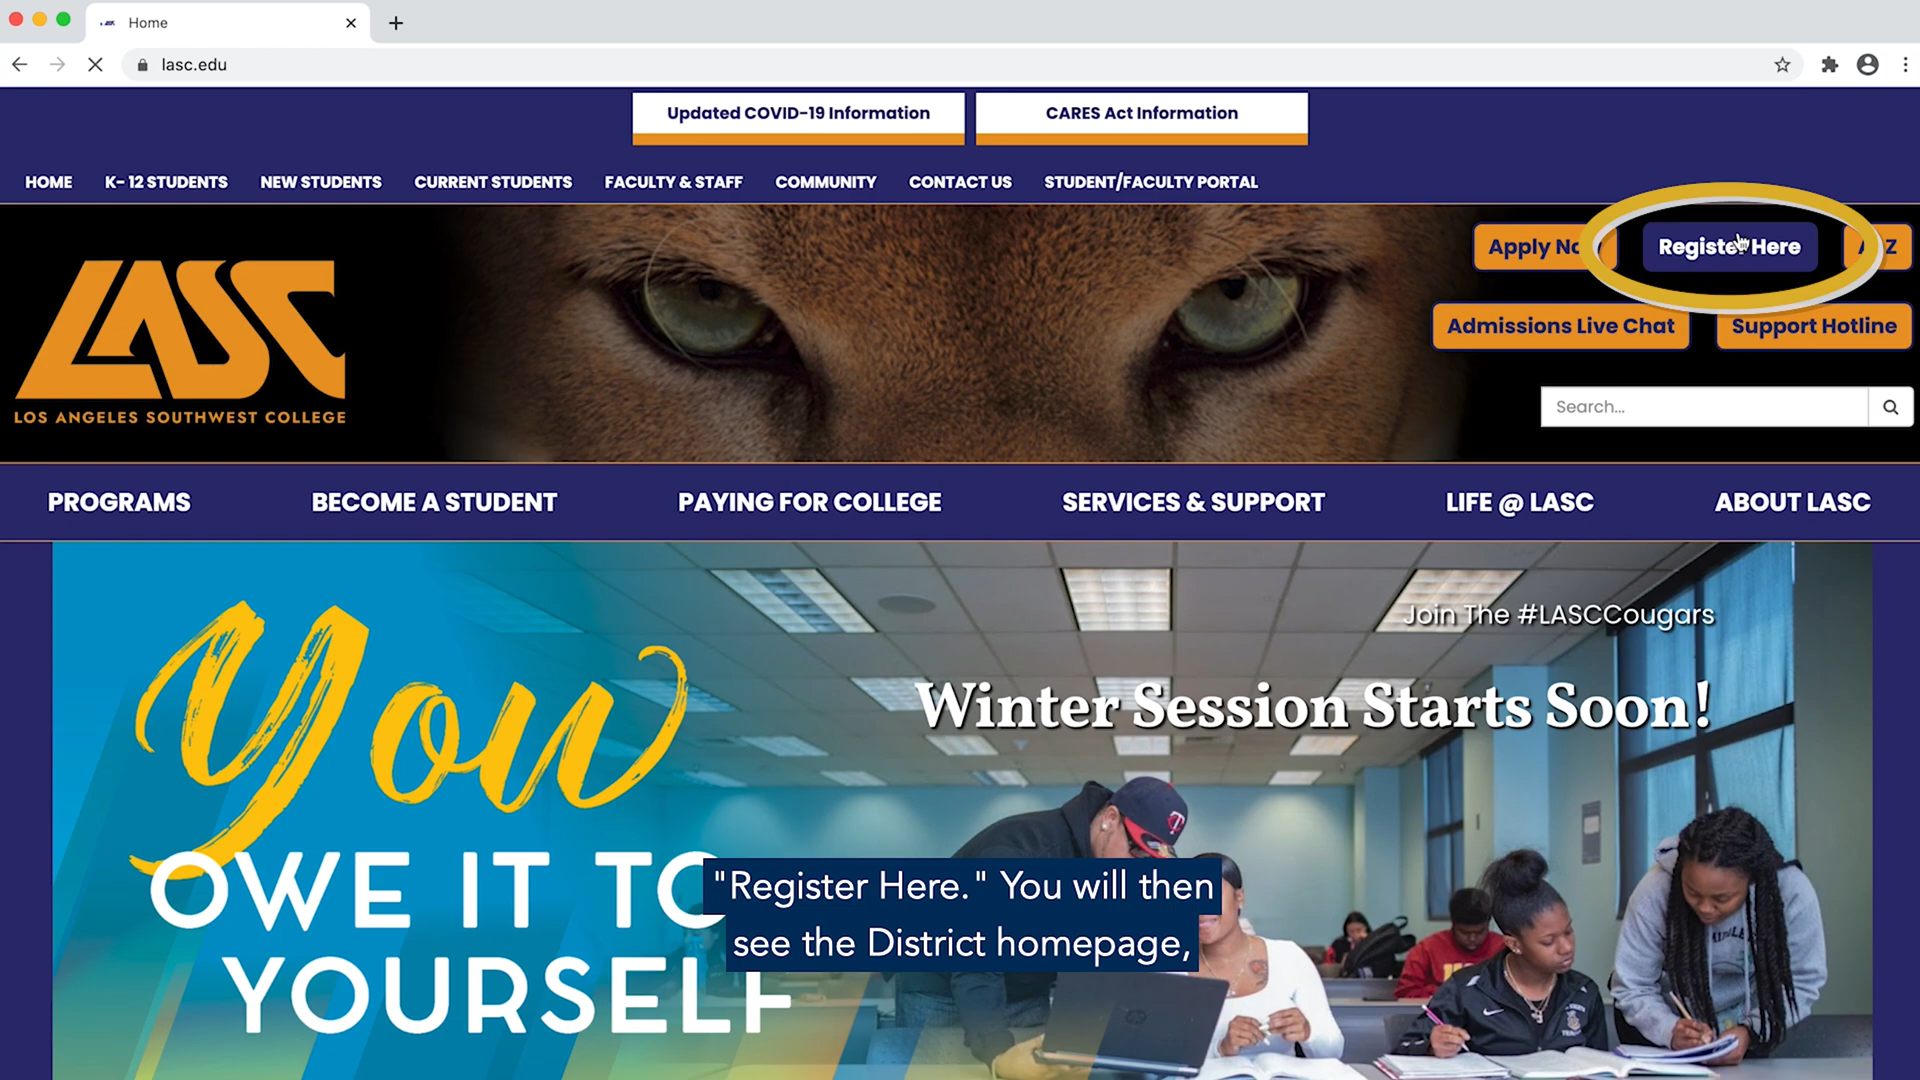 Home
lasc.edu
Updated COVID-19 Information
CARES Act Information
HOME K-12 STUDENTS NEW STUDENTS CURRENT STUDENTS FACULTY & STAFF COMMUNITY CONTACT US STUDENT/FACULTY PORTAL
LASC
LOS ANGELES SOUTHWEST COLLEGE
Apply Register Here Z
Admissions Live Chat Support Hotline
Search...
PROGRAMS BECOME A STUDENT PAYING FOR COLLEGE SERVICES & SUPPORT LIFE @ LASC ABOUT LASC
Join The #LASCCougars
Winter Session Starts Soon!
You
OWE IT TO
YOURSELF
"Register Here." You will then
see the District homepage,